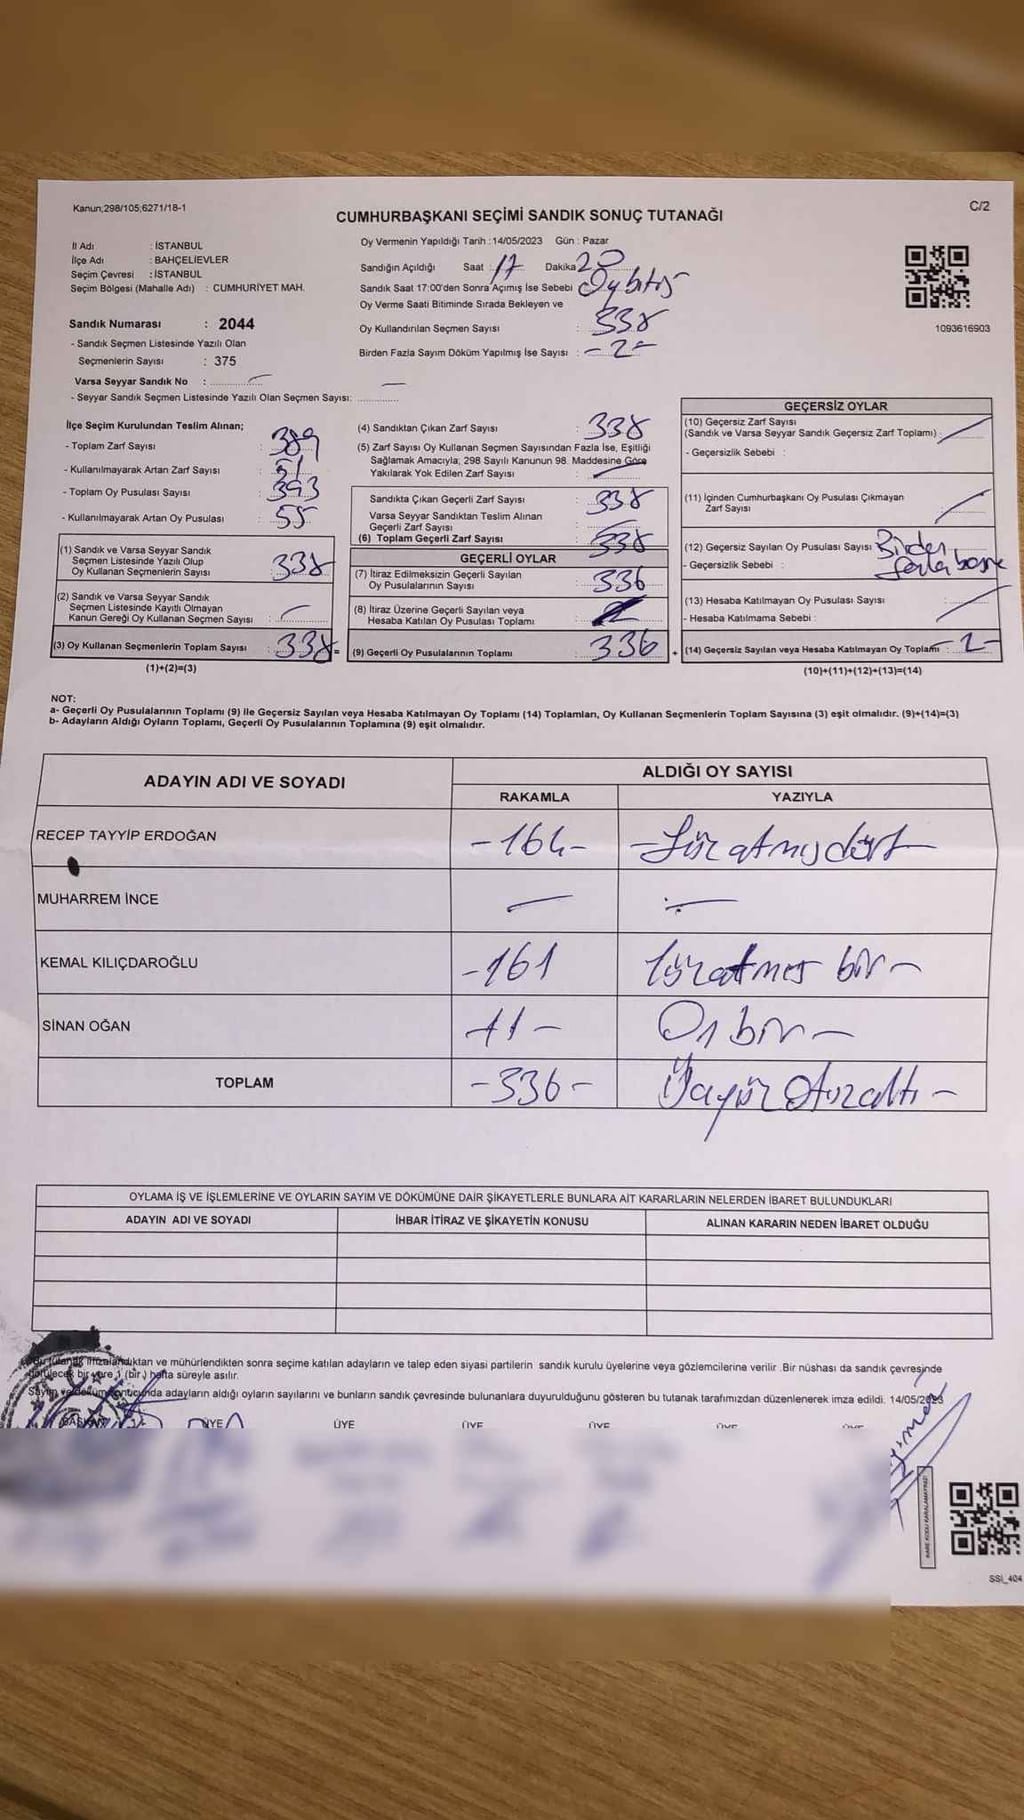 Kanun;298/105;6271/18-1
C/2
CUMHURBAŞKANI SEÇİMİ SANDIK SONUÇ TUTANAĞI
İl Adı : İSTANBUL
İlçe Adı : BAHÇELİEVLER
Seçim Çevresi : İSTANBUL
Seçim Bölgesi (Mahalle Adı) : CUMHURİYET MAH.
Sandık Numarası : 2044
- Sandık Seçmen Listesinde Yazılı Olan
Seçmenlerin Sayısı : 375
Varsa Seyyar Sandık No :
- Seyyar Sandık Seçmen Listesinde Yazılı Olan Seçmen Sayısı:
Oy Vermenin Yapıldığı Tarih :14/05/2023 Gün : Pazar
Sandığın Açıldığı Saat : 17 Dakika 20
Sandık Saat 17:00'den Sonra Açımış İse Sebebi : Oy bitiş
Oy Verme Saati Bitiminde Sırada Bekleyen ve
Oy Kullandırılan Seçmen Sayısı : 338
Birden Fazla Sayım Döküm Yapılmış İse Sayısı : - 2 -
1093616903
İlçe Seçim Kurulundan Teslim Alınan;
- Toplam Zarf Sayısı : 389
- Kullanılmayarak Artan Zarf Sayısı : 51
- Toplam Oy Pusulası Sayısı : 393
- Kullanılmayarak Artan Oy Pusulası : 55
(1) Sandık ve Varsa Seyyar Sandık
Seçmen Listesinde Yazılı Olup
Oy Kullanan Seçmenlerin Sayısı : 338
(2) Sandık ve Varsa Seyyar Sandık
Seçmen Listesinde Kayıtlı Olmayan
Kanun Gereği Oy Kullanan Seçmen Sayısı :
(3) Oy Kullanan Seçmenlerin Toplam Sayısı : 338 =
(1)+(2)=(3)
(4) Sandıktan Çıkan Zarf Sayısı : 338
(5) Zarf Sayısı Oy Kullanan Seçmen Sayısından Fazla İse, Eşitliği
Sağlamak Amacıyla; 298 Sayılı Kanunun 98. Maddesine Göre
Yakılarak Yok Edilen Zarf Sayısı :
Sandıkta Çıkan Geçerli Zarf Sayısı : 338
Varsa Seyyar Sandıktan Teslim Alınan
Geçerli Zarf Sayısı :
(6) Toplam Geçerli Zarf Sayısı : 338
GEÇERLİ OYLAR
(7) İtiraz Edilmeksizin Geçerli Sayılan
Oy Pusulalarının Sayısı : 336
(8) İtiraz Üzerine Geçerli Sayılan veya
Hesaba Katılan Oy Pusulası Toplamı :
(9) Geçerli Oy Pusulalarının Toplamı : 336 +
GEÇERSİZ OYLAR
(10) Geçersiz Zarf Sayısı
(Sandık ve Varsa Seyyar Sandık Geçersiz Zarf Toplamı) :
- Geçersizlik Sebebi :
(11) İçinden Cumhurbaşkanı Oy Pusulası Çıkmayan
Zarf Sayısı :
(12) Geçersiz Sayılan Oy Pusulası Sayısı : Birden
- Geçersizlik Sebebi : fazla basma
(13) Hesaba Katılmayan Oy Pusulası Sayısı :
- Hesaba Katılmama Sebebi :
(14) Geçersiz Sayılan veya Hesaba Katılmayan Oy Toplamı : - 2 -
(10)+(11)+(12)+(13)=(14)
NOT:
a- Geçerli Oy Pusulalarının Toplamı (9) ile Geçersiz Sayılan veya Hesaba Katılmayan Oy Toplamı (14) Toplamları, Oy Kullanan Seçmenlerin Toplam Sayısına (3) eşit olmalıdır. (9)+(14)=(3)
b- Adayların Aldığı Oyların Toplamı, Geçerli Oy Pusulalarının Toplamına (9) eşit olmalıdır.
ADAYIN ADI VE SOYADI ALDIĞI OY SAYISI
RAKAMLA YAZIYLA
RECEP TAYYİP ERDOĞAN -164- -Yüzatmışdört-
MUHARREM İNCE — —
KEMAL KILIÇDAROĞLU -161 Yüzatmış bir-
SİNAN OĞAN -11- Onbir-
TOPLAM -336- Üçyüz Otuzaltı-
OYLAMA İŞ VE İŞLEMLERİNE VE OYLARIN SAYIM VE DÖKÜMÜNE DAİR ŞİKAYETLERLE BUNLARA AİT KARARLARIN NELERDEN İBARET BULUNDUKLARI
ADAYIN ADI VE SOYADI İHBAR İTİRAZ VE ŞİKAYETİN KONUSU ALINAN KARARIN NEDEN İBARET OLDUĞU
tutanak imzalandıktan ve mühürlendikten sonra seçime katılan adayların ve talep eden siyasi partilerin sandık kurulu üyelerine veya gözlemcilerine verilir .Bir nüshası da sandık çevresinde
görülecek bir yere 1 (bir) hafta süreyle asılır.
Sayım ve döküm sonucunda adayların aldığı oyların sayılarını ve bunların sandık çevresinde bulunanlara duyurulduğunu gösteren bu tutanak tarafımızdan düzenlenerek imza edildi. 14/05/2023
BAŞKAN ÜYE ÜYE ÜYE ÜYE ÜYE ÜYE
SSİ_404